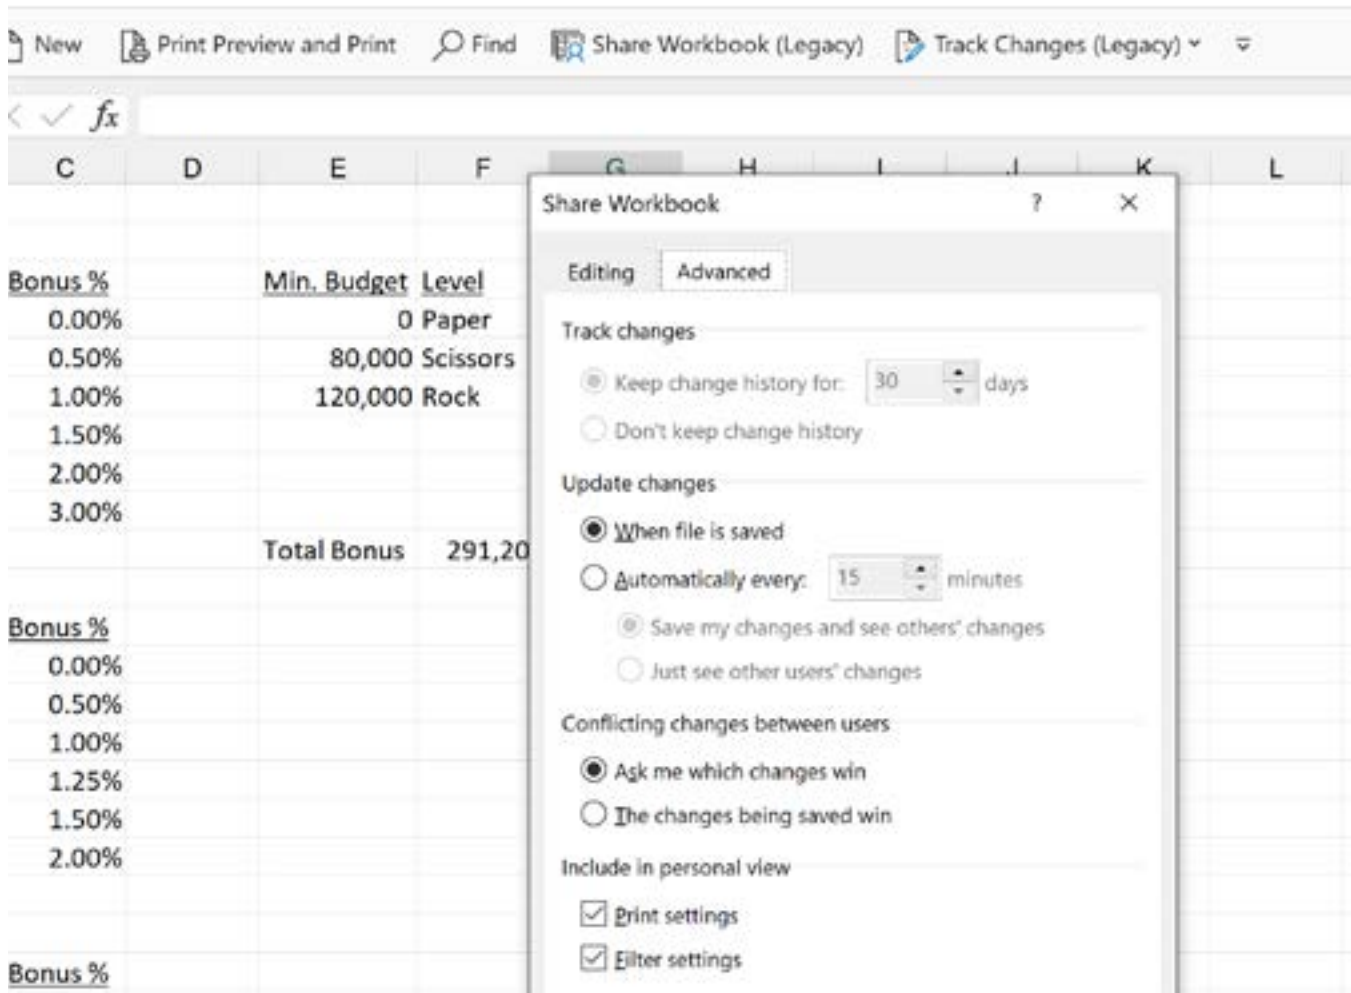 New Print Preview and Print Find Share Workbook (Legacy) Track Changes (Legacy)
fx
C D E F G H I J K L
Bonus % Min. Budget Level
0.00% 0 Paper
0.50% 80,000 Scissors
1.00% 120,000 Rock
1.50%
2.00%
3.00%
Total Bonus 291,20
Bonus %
0.00%
0.50%
1.00%
1.25%
1.50%
2.00%
Bonus %
Share Workbook ? ×
Editing Advanced
Track changes
Keep change history for: 30 days
Don't keep change history
Update changes
When file is saved
Automatically every: 15 minutes
Save my changes and see others' changes
Just see other users' changes
Conflicting changes between users
Ask me which changes win
The changes being saved win
Include in personal view
Print settings
Filter settings